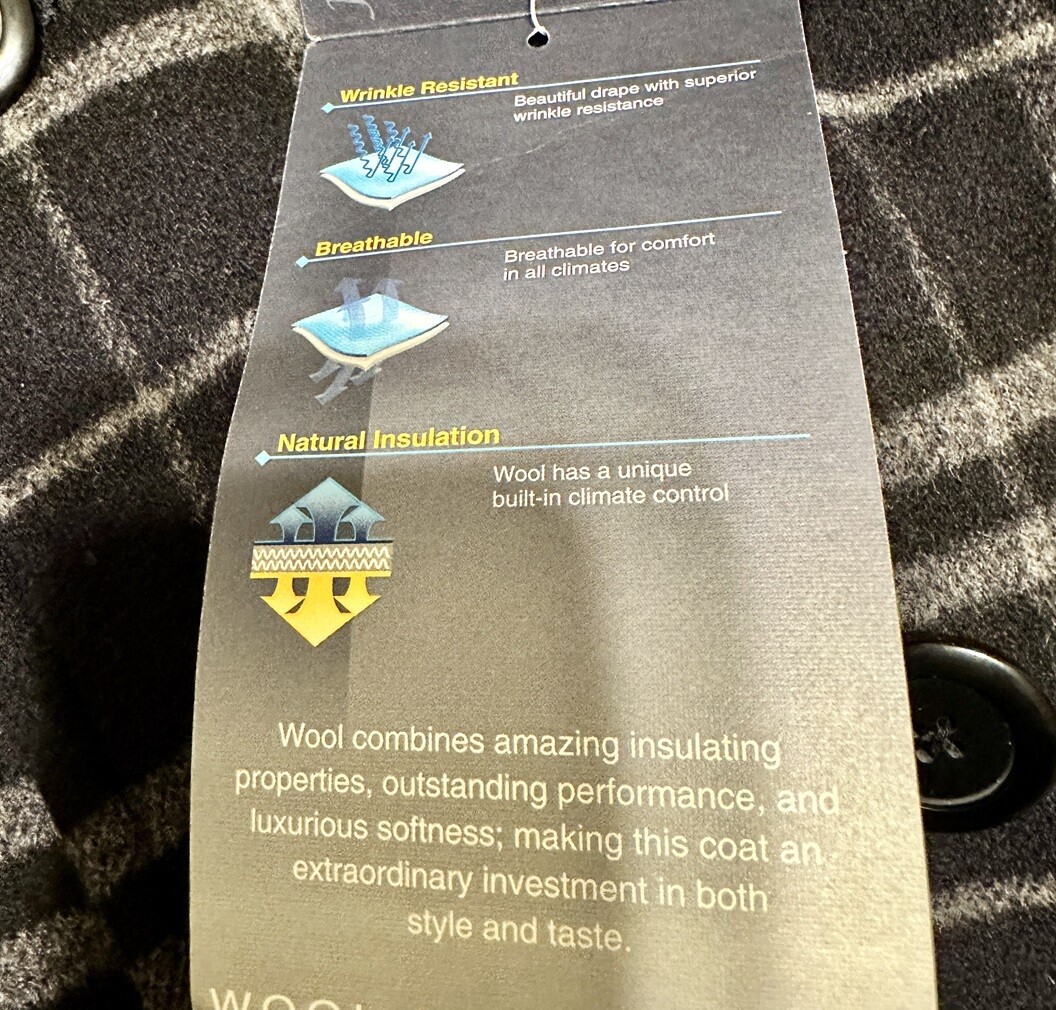 Wrinkle Resistant
Beautiful drape with superior
wrinkle resistance
Breathable
Breathable for comfort
in all climates
Natural Insulation
Wool has a unique
built-in climate control
Wool combines amazing insulating
properties, outstanding performance, and
luxurious softness; making this coat an
extraordinary investment in both
style and taste.
WOOL